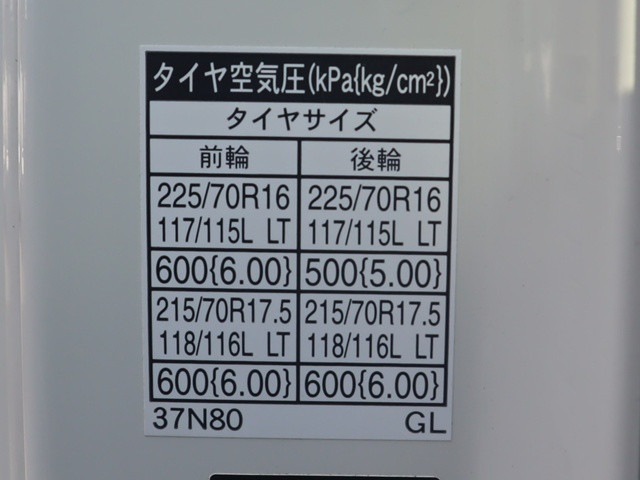 タイヤ空気圧(kPa{kg/cm²})
タイヤサイズ
前輪 後輪
225/70R16 225/70R16
117/115L LT 117/115L LT
600{6.00} 500{5.00}
215/70R17.5 215/70R17.5
118/116L LT 118/116L LT
600{6.00} 600{6.00}
37N80 GL